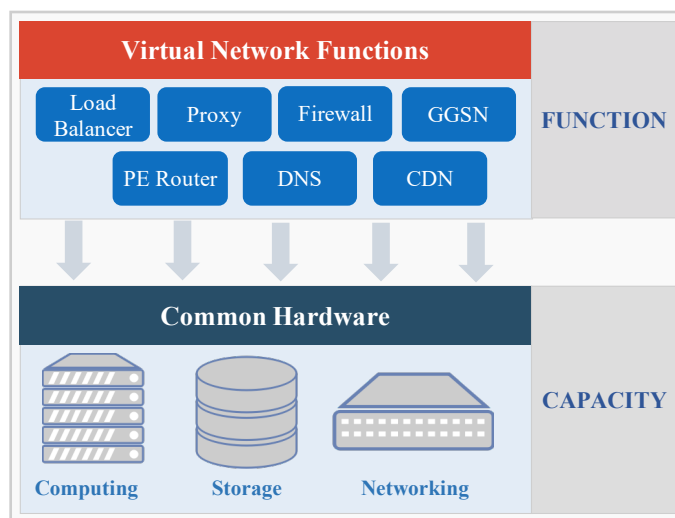 Virtual Network Functions
Load
Balancer
Proxy
Firewall
GGSN
FUNCTION
PE Router
DNS
CDN
Common Hardware
CAPACITY
Computing
Storage
Networking